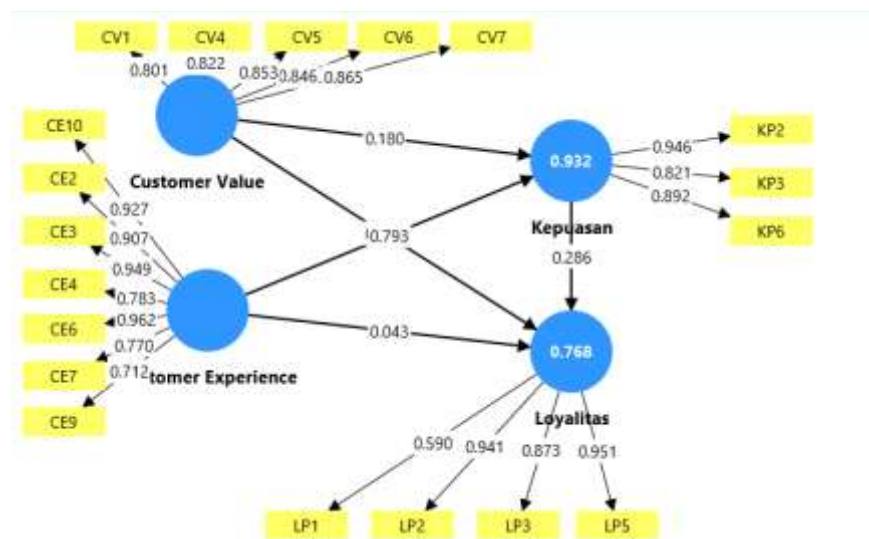 CV1 CV4 CV5 CV6 CV7
0.801 0.822 0.853 0.846 0.865
CE10
CE2
CE3
CE4
CE6
CE7
CE9
0.927
0.907
0.949
0.783
0.962
0.770
0.712
Customer Value
tomer Experience
0.180
0.793
0.043
0.932
Kepuasan
0.946
0.821
0.892
KP2
KP3
KP6
0.286
0.768
Loyalitas
0.590 0.941 0.873 0.951
LP1 LP2 LP3 LP5